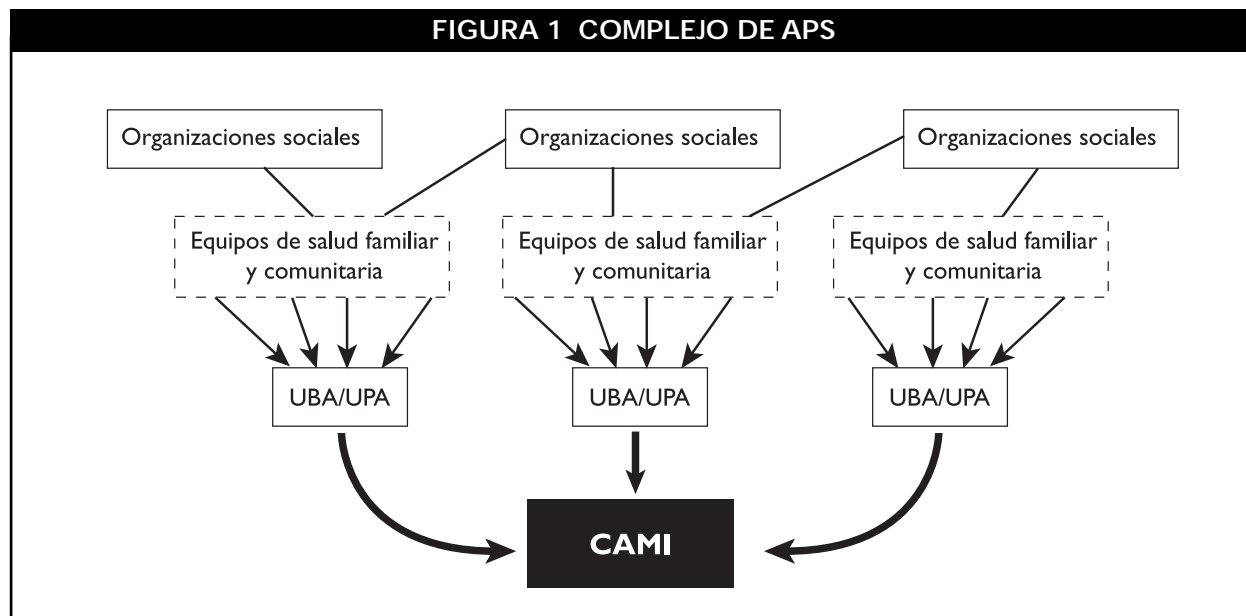 FIGURA 1 COMPLEJO DE APS
Organizaciones sociales
Organizaciones sociales
Organizaciones sociales
Equipos de salud familiar
y comunitaria
Equipos de salud familiar
y comunitaria
Equipos de salud familiar
y comunitaria
UBA/UPA
UBA/UPA
UBA/UPA
CAMI